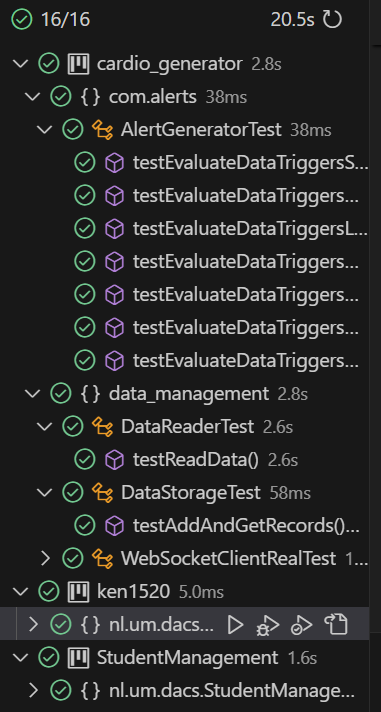 16/16 20.5s
cardio_generator 2.8s
{ } com.alerts 38ms
AlertGeneratorTest 38ms
testEvaluateDataTriggersS...
testEvaluateDataTriggers...
testEvaluateDataTriggersL...
testEvaluateDataTriggers...
testEvaluateDataTriggers...
testEvaluateDataTriggers...
testEvaluateDataTriggers...
{ } data_management 2.8s
DataReaderTest 2.6s
testReadData() 2.6s
DataStorageTest 58ms
testAddAndGetRecords()...
WebSocketClientRealTest 1...
ken1520 5.0ms
{ } nl.um.dacs...
StudentManagement 1.6s
{ } nl.um.dacs.StudentManage...